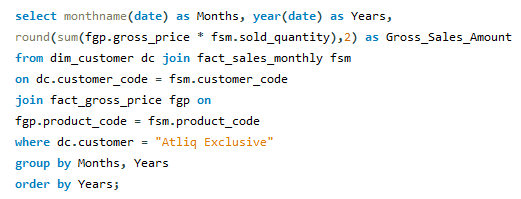 select monthname(date) as Months, year(date) as Years,
round(sum(fgp.gross_price * fsm.sold_quantity),2) as Gross_Sales_Amount
from dim_customer dc join fact_sales_monthly fsm
on dc.customer_code = fsm.customer_code
join fact_gross_price fgp on
fgp.product_code = fsm.product_code
where dc.customer = "Atliq Exclusive"
group by Months, Years
order by Years;